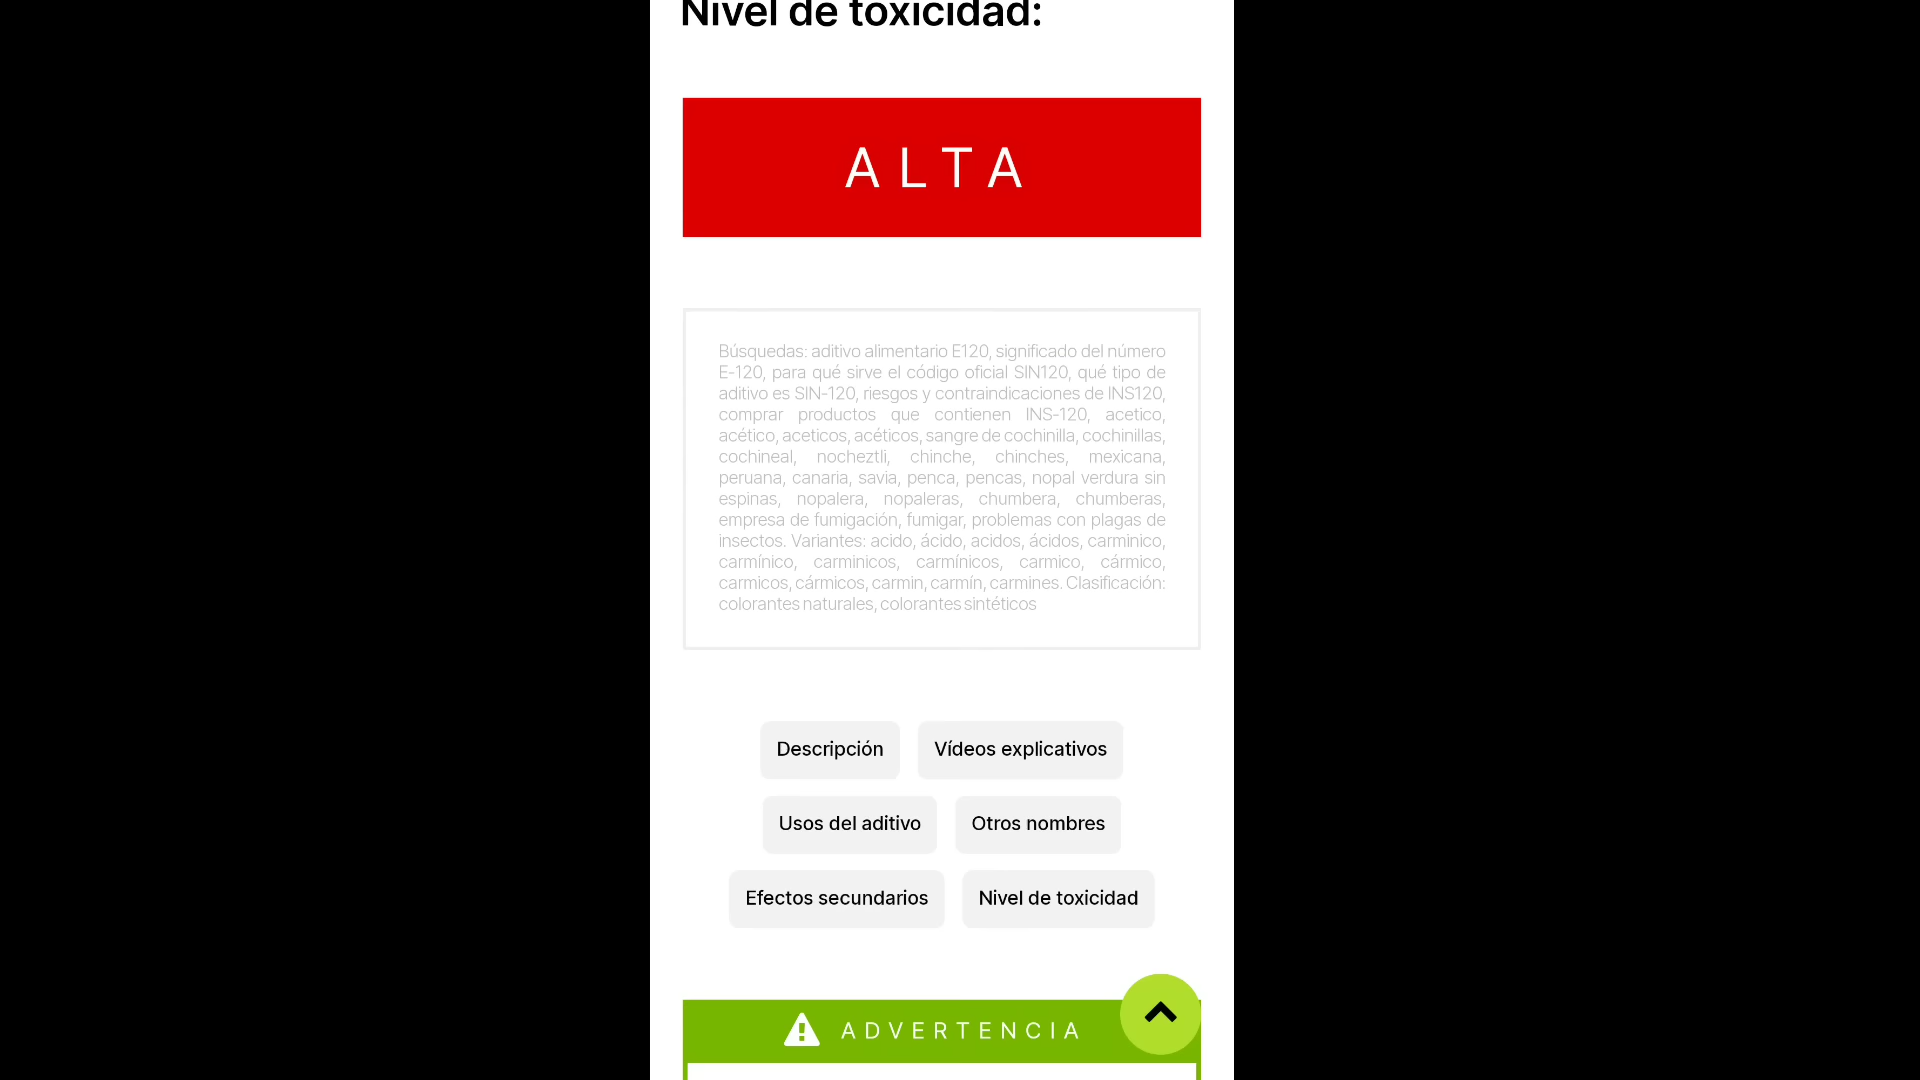 Nivel de toxicidad:
ALTA
Búsquedas: aditivo alimentario E120, significado del número
E-120, para qué sirve el código oficial SIN120, qué tipo de
aditivo es SIN-120, riesgos y contraindicaciones de INS120,
comprar productos que contienen INS-120, acetico,
acético, aceticos, acéticos, sangre de cochinilla, cochinillas,
cochineal, nocheztli, chinche, chinches, mexicana,
peruana, canaria, savia, penca, pencas, nopal verdura sin
espinas, nopalera, nopaleras, chumbera, chumberas,
empresa de fumigación, fumigar, problemas con plagas de
insectos. Variantes: acido, ácido, acidos, ácidos, carminico,
carmínico, carminicos, carmínicos, carmico, cármico,
carmicos, cármicos, carmin, carmín, carmines. Clasificación:
colorantes naturales, colorantes sintéticos
Descripción Vídeos explicativos
Usos del aditivo Otros nombres
Efectos secundarios Nivel de toxicidad
ADVERTENCIA